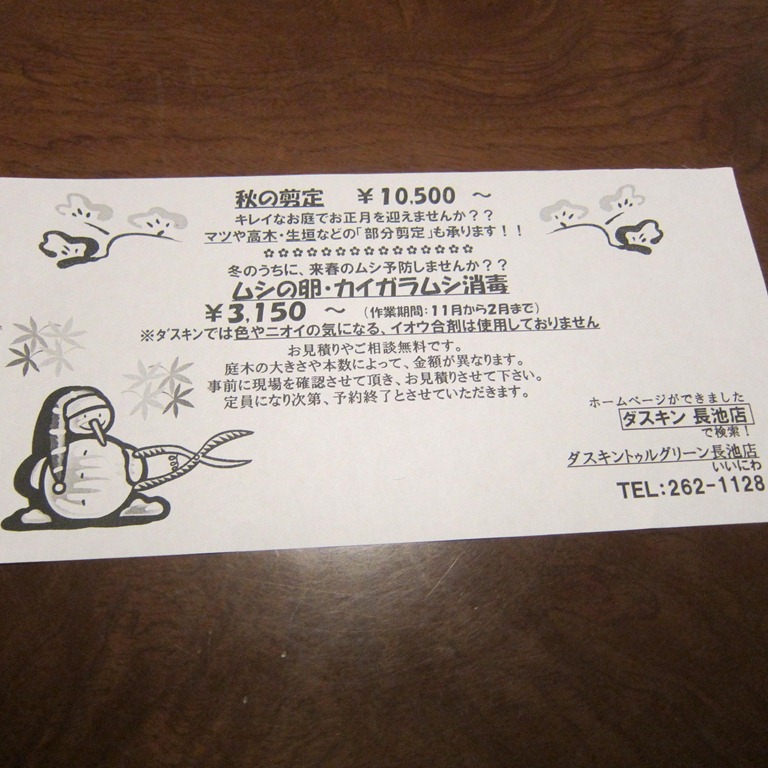 秋の剪定　￥10,500　～
キレイなお庭でお正月を迎えませんか？？
マツや高木・生垣などの「部分剪定」も承ります！！
✿✿✿✿✿✿✿✿✿✿✿✿✿✿✿
冬のうちに、来春のムシ予防しませんか？？
ムシの卵・カイガラムシ消毒
￥3,150　～　（作業期間：11月から2月まで）
※ダスキンでは色やニオイの気になる、イオウ合剤は使用しておりません
お見積りやご相談無料です。
庭木の大きさや本数によって、金額が異なります。
事前に現場を確認させて頂き、お見積りさせて下さい。
定員になり次第、予約終了とさせていただきます。
ホームページができました
ダスキン 長池店
で検索！
ダスキントゥルグリーン長池店
いいにわ
TEL：262-1128